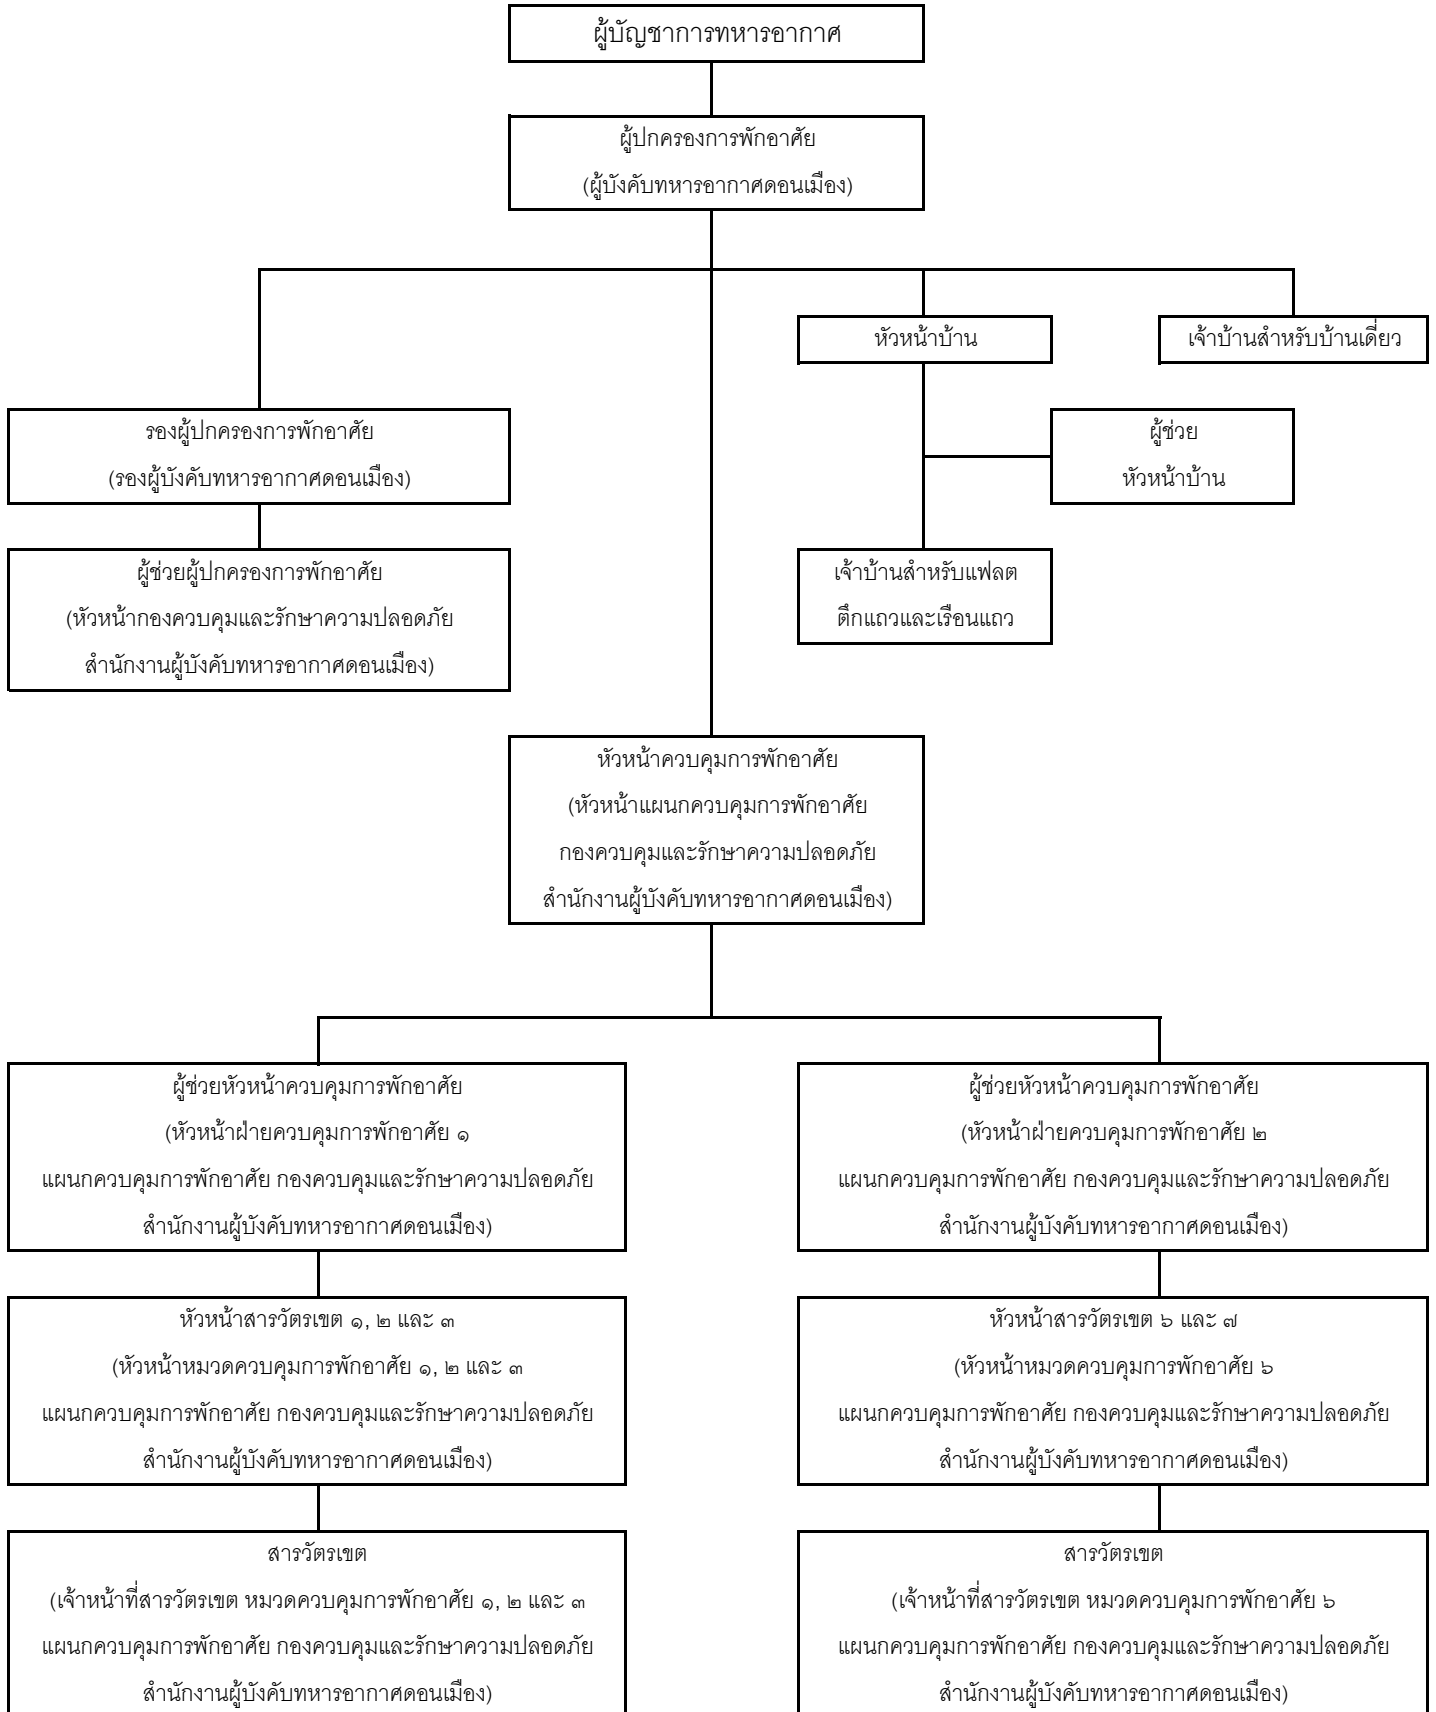 ผู้บัญชาการทหารอากาศ
ผู้ปกครองการพักอาศัย
(ผู้บังคับทหารอากาศดอนเมือง)
หัวหน้าบ้าน
เจ้าบ้านสำหรับบ้านเดี่ยว
รองผู้ปกครองการพักอาศัย
(รองผู้บังคับทหารอากาศดอนเมือง)
ผู้ช่วย
หัวหน้าบ้าน
ผู้ช่วยผู้ปกครองการพักอาศัย
(หัวหน้ากองควบคุมและรักษาความปลอดภัย
สำนักงานผู้บังคับทหารอากาศดอนเมือง)
เจ้าบ้านสำหรับแฟลต
ตึกแถวและเรือนแถว
หัวหน้าควบคุมการพักอาศัย
(หัวหน้าแผนกควบคุมการพักอาศัย
กองควบคุมและรักษาความปลอดภัย
สำนักงานผู้บังคับทหารอากาศดอนเมือง)
ผู้ช่วยหัวหน้าควบคุมการพักอาศัย
(หัวหน้าฝ่ายควบคุมการพักอาศัย ๑
แผนกควบคุมการพักอาศัย กองควบคุมและรักษาความปลอดภัย
สำนักงานผู้บังคับทหารอากาศดอนเมือง)
ผู้ช่วยหัวหน้าควบคุมการพักอาศัย
(หัวหน้าฝ่ายควบคุมการพักอาศัย ๒
แผนกควบคุมการพักอาศัย กองควบคุมและรักษาความปลอดภัย
สำนักงานผู้บังคับทหารอากาศดอนเมือง)
หัวหน้าสารวัตรเขต ๑, ๒ และ ๓
(หัวหน้าหมวดควบคุมการพักอาศัย ๑, ๒ และ ๓
แผนกควบคุมการพักอาศัย กองควบคุมและรักษาความปลอดภัย
สำนักงานผู้บังคับทหารอากาศดอนเมือง)
หัวหน้าสารวัตรเขต ๖ และ ๗
(หัวหน้าหมวดควบคุมการพักอาศัย ๖
แผนกควบคุมการพักอาศัย กองควบคุมและรักษาความปลอดภัย
สำนักงานผู้บังคับทหารอากาศดอนเมือง)
สารวัตรเขต
(เจ้าหน้าที่สารวัตรเขต หมวดควบคุมการพักอาศัย ๑, ๒ และ ๓
แผนกควบคุมการพักอาศัย กองควบคุมและรักษาความปลอดภัย
สำนักงานผู้บังคับทหารอากาศดอนเมือง)
สารวัตรเขต
(เจ้าหน้าที่สารวัตรเขต หมวดควบคุมการพักอาศัย ๖
แผนกควบคุมการพักอาศัย กองควบคุมและรักษาความปลอดภัย
สำนักงานผู้บังคับทหารอากาศดอนเมือง)